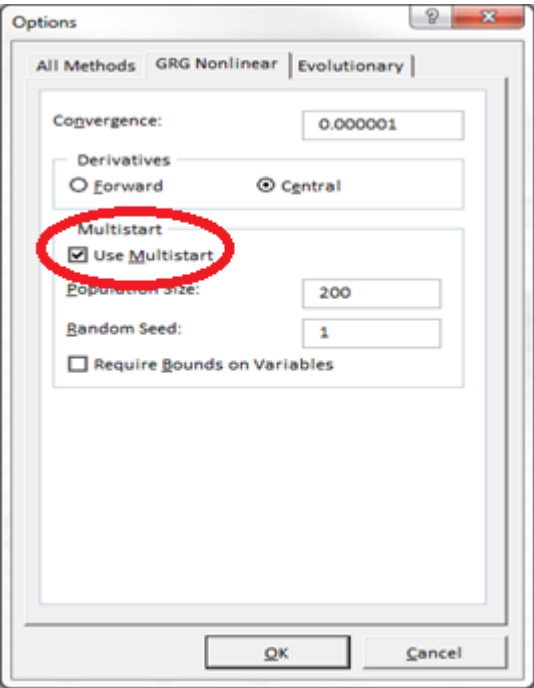 Options
All Methods GRG Nonlinear Evolutionary
Convergence: 0.000001
Derivatives
Forward Central
Multistart
Use Multistart
Population Size: 200
Random Seed: 1
Require Bounds on Variables
OK Cancel